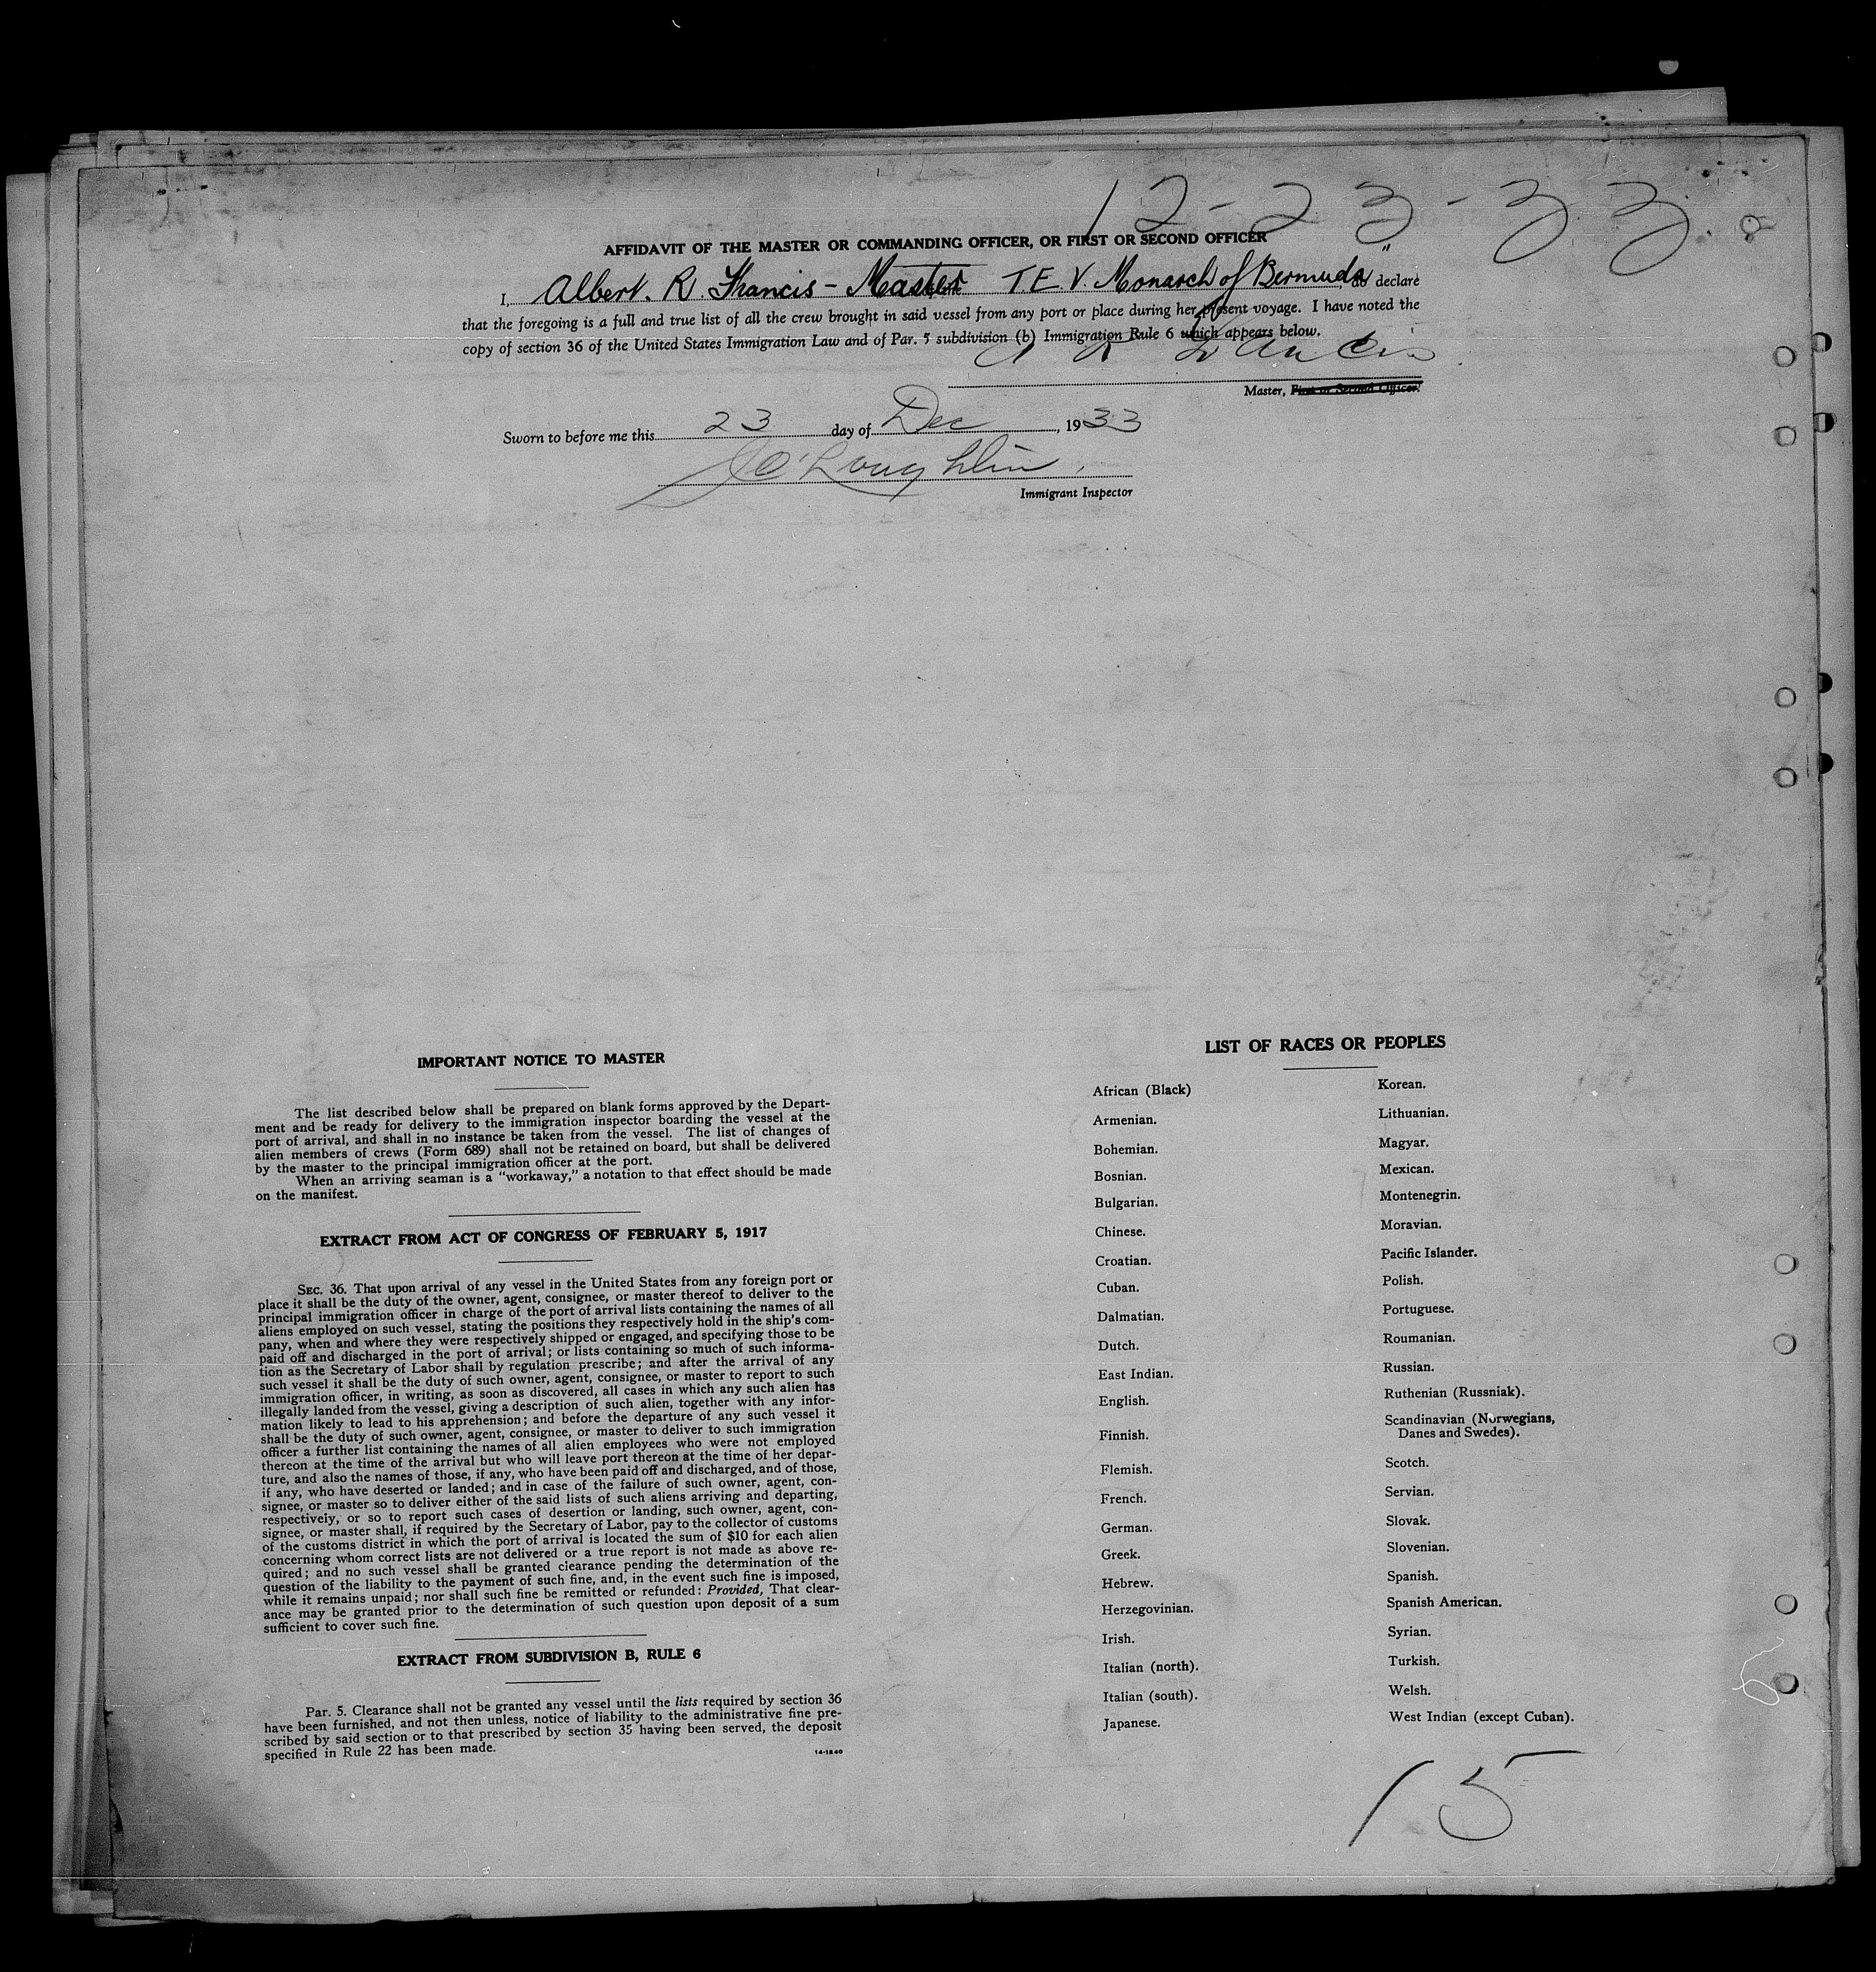 12-23-33.
AFFIDAVIT OF THE MASTER OR COMMANDING OFFICER, OR FIRST OR SECOND OFFICER
I, Albert. R. Francis - Master T.E.V. Monarch of Bermuda, do declare
that the foregoing is a full and true list of all the crew brought in said vessel from any port or place during her present voyage. I have noted the
copy of section 36 of the United States Immigration Law and of Par. 5 subdivision (b) Immigration Rule 6 which appears below.
A R Francis
Master, First or Second Officer.
Sworn to before me this 23 day of Dec, 1933
O'Loughlin
Immigrant Inspector
IMPORTANT NOTICE TO MASTER
The list described below shall be prepared on blank forms approved by the Depart-
ment and be ready for delivery to the immigration inspector boarding the vessel at the
port of arrival, and shall in no instance be taken from the vessel. The list of changes of
alien members of crews (Form 689) shall not be retained on board, but shall be delivered
by the master to the principal immigration officer at the port.
When an arriving seaman is a "workaway," a notation to that effect should be made
on the manifest.
EXTRACT FROM ACT OF CONGRESS OF FEBRUARY 5, 1917
SEC. 36. That upon arrival of any vessel in the United States from any foreign port or
place it shall be the duty of the owner, agent, consignee, or master thereof to deliver to the
principal immigration officer in charge of the port of arrival lists containing the names of all
aliens employed on such vessel, stating the positions they respectively hold in the ship's com-
pany, when and where they were respectively shipped or engaged, and specifying those to be
paid off and discharged in the port of arrival; or lists containing so much of such informa-
tion as the Secretary of Labor shall by regulation prescribe; and after the arrival of any
such vessel it shall be the duty of such owner, agent, consignee, or master to report to such
immigration officer, in writing, as soon as discovered, all cases in which any such alien has
illegally landed from the vessel, giving a description of such alien, together with any infor-
mation likely to lead to his apprehension; and before the departure of any such vessel it
shall be the duty of such owner, agent, consignee, or master to deliver to such immigration
officer a further list containing the names of all alien employees who were not employed
thereon at the time of the arrival but who will leave port thereon at the time of her depar-
ture, and also the names of those, if any, who have been paid off and discharged, and of those,
if any, who have deserted or landed; and in case of the failure of such owner, agent, con-
signee, or master so to deliver either of the said lists of such aliens arriving and departing,
respectively, or so to report such cases of desertion or landing, such owner, agent, con-
signee, or master shall, if required by the Secretary of Labor, pay to the collector of customs
of the customs district in which the port of arrival is located the sum of $10 for each alien
concerning whom correct lists are not delivered or a true report is not made as above re-
quired; and no such vessel shall be granted clearance pending the determination of the
question of the liability to the payment of such fine, and, in the event such fine is imposed,
while it remains unpaid; nor shall such fine be remitted or refunded: Provided, That clear-
ance may be granted prior to the determination of such question upon deposit of a sum
sufficient to cover such fine.
EXTRACT FROM SUBDIVISION B, RULE 6
Par. 5. Clearance shall not be granted any vessel until the lists required by section 36
have been furnished, and not then unless, notice of liability to the administrative fine pre-
scribed by said section or to that prescribed by section 35 having been served, the deposit
specified in Rule 22 has been made.
14-1240
LIST OF RACES OR PEOPLES
African (Black)
Armenian.
Bohemian.
Bosnian.
Bulgarian.
Chinese.
Croatian.
Cuban.
Dalmatian.
Dutch.
East Indian.
English.
Finnish.
Flemish.
French.
German.
Greek.
Hebrew.
Herzegovinian.
Irish.
Italian (north).
Italian (south).
Japanese.
Korean.
Lithuanian.
Magyar.
Mexican.
Montenegrin.
Moravian.
Pacific Islander.
Polish.
Portuguese.
Roumanian.
Russian.
Ruthenian (Russniak).
Scandinavian (Norwegians,
Danes and Swedes).
Scotch.
Servian.
Slovak.
Slovenian.
Spanish.
Spanish American.
Syrian.
Turkish.
Welsh.
West Indian (except Cuban).
15